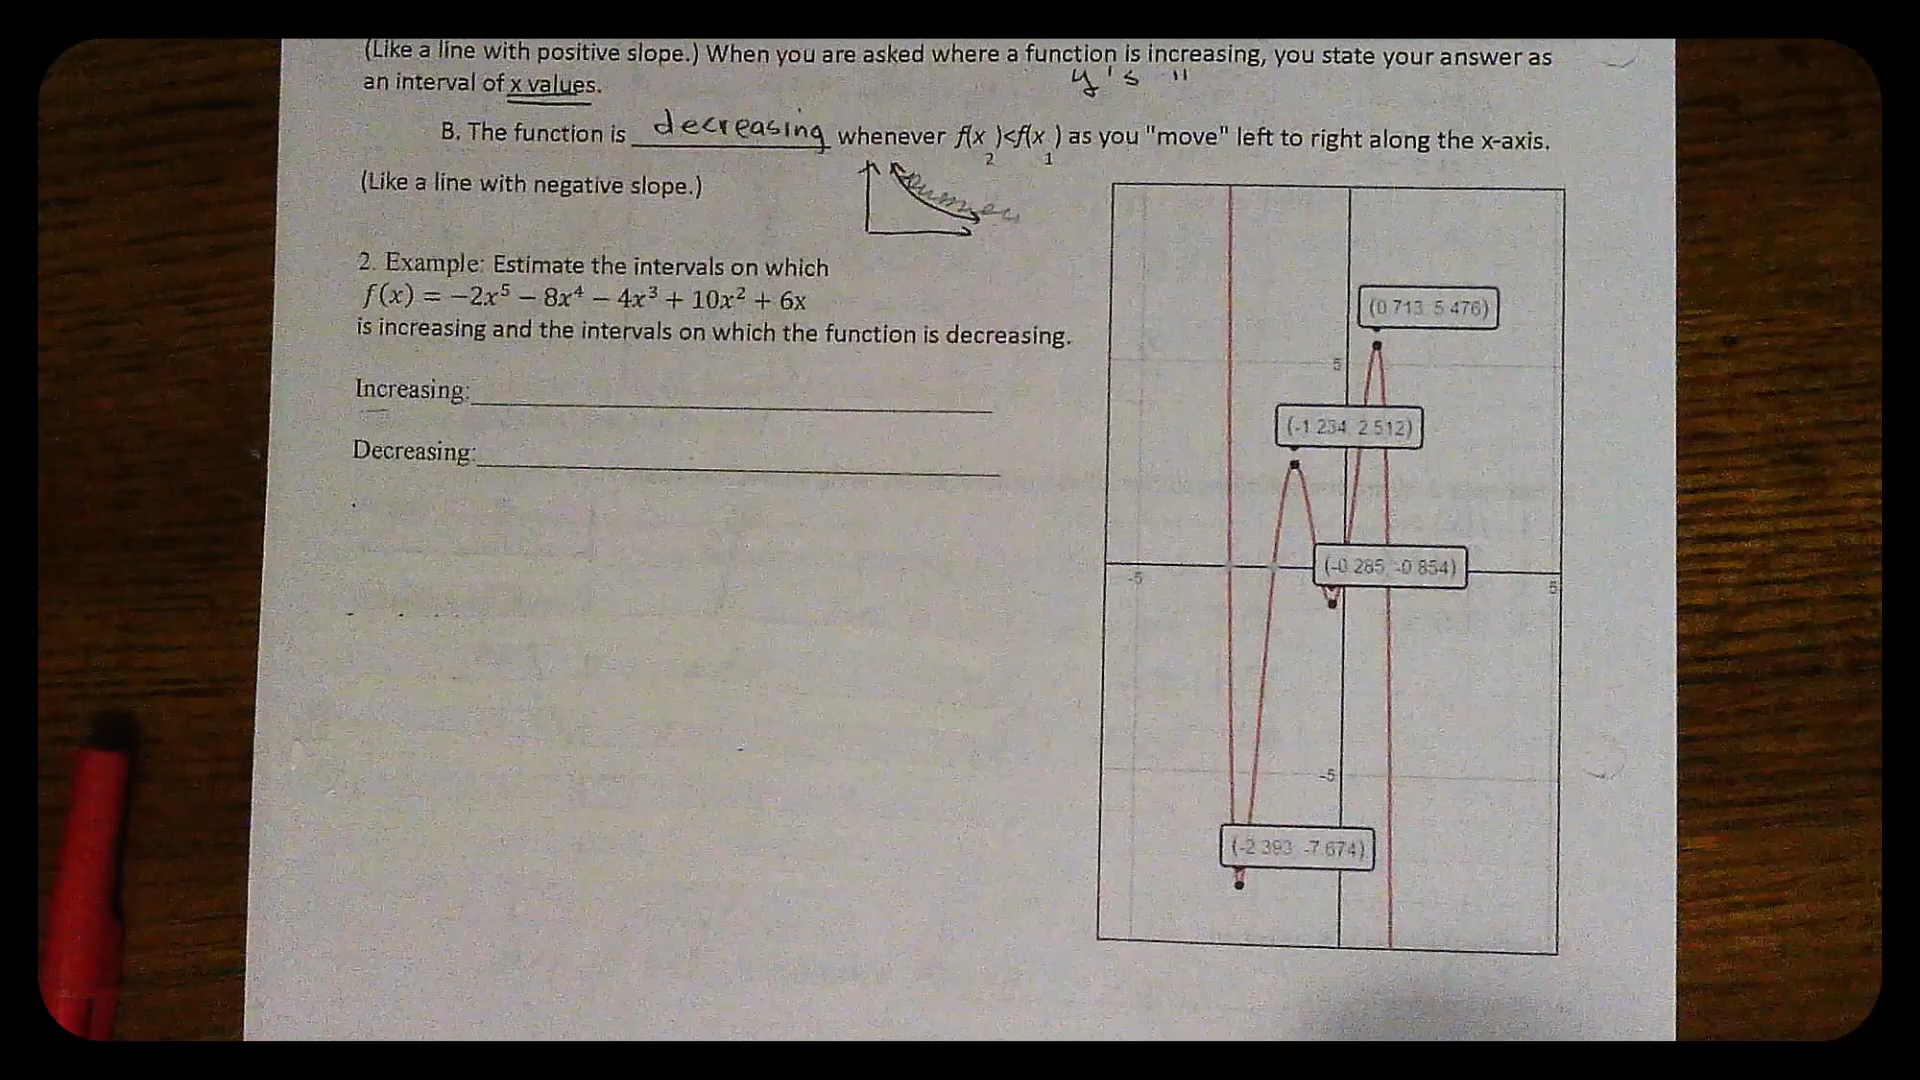 (Like a line with positive slope.) When you are asked where a function is increasing, you state your answer as
an interval of x values.
y's "
B. The function is decreasing whenever f(x₂)<f(x₁) as you "move" left to right along the x-axis.
(Like a line with negative slope.)
2. Example: Estimate the intervals on which
f(x) = −2x⁵ − 8x⁴ − 4x³ + 10x² + 6x
is increasing and the intervals on which the function is decreasing.
Increasing:
Decreasing:
(0.713, 5.476)
5
(-1.234, 2.512)
(-0.285, -0.854)
-5
5
-5
(-2.393, -7.674)